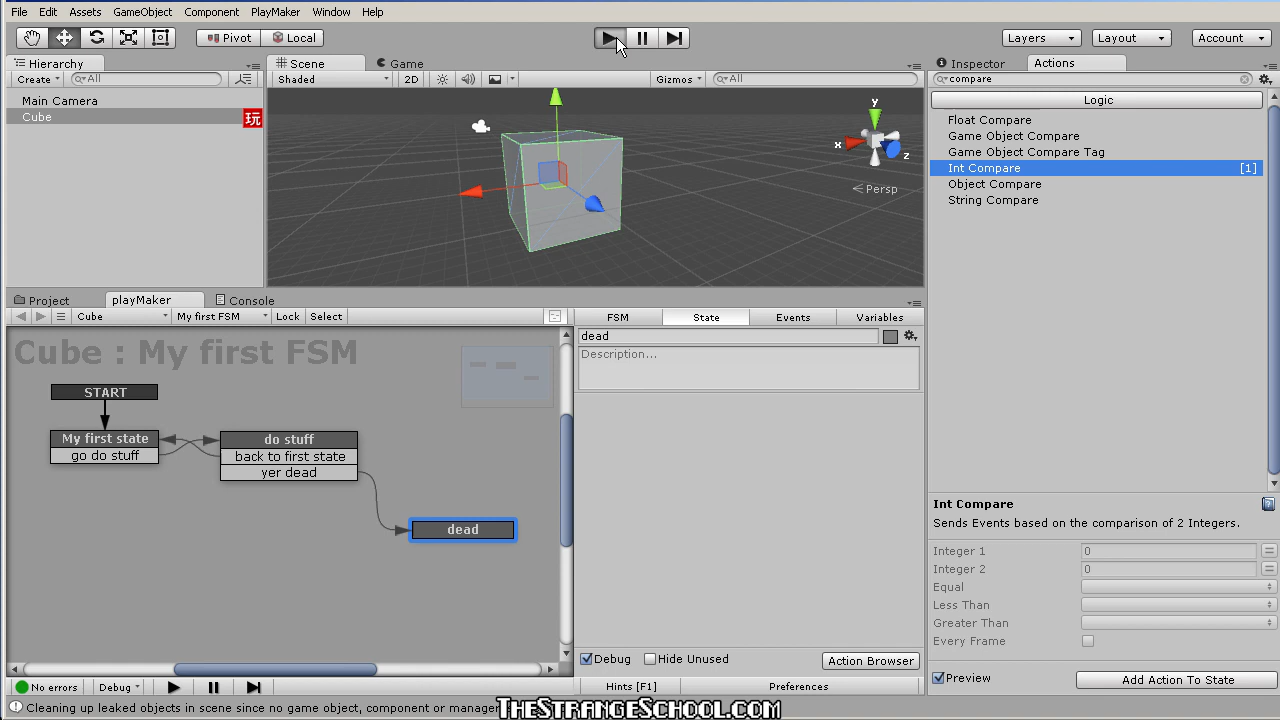 File Edit Assets GameObject Component PlayMaker Window Help
Pivot Local Layers Layout Account
Hierarchy Scene Game Inspector Actions
Create All Shaded 2D Gizmos All compare
Logic
Main Camera
Cube 玩
y
x
z
Persp
Float Compare
Game Object Compare
Game Object Compare Tag
Int Compare [1]
Object Compare
String Compare
Project playMaker Console
Cube My first FSM Lock Select FSM State Events Variables
Cube : My first FSM
START
My first state
go do stuff
do stuff
back to first state
yer dead
dead
dead
Description...
Int Compare
Sends Events based on the comparison of 2 Integers.
Integer 1 0
Integer 2 0
Equal
Less Than
Greater Than
Every Frame
Debug Hide Unused Action Browser
Preview Add Action To State
No errors Debug Hints [F1] Preferences
Cleaning up leaked objects in scene since no game object, component or manager
THESTRANGESCHOOL.COM